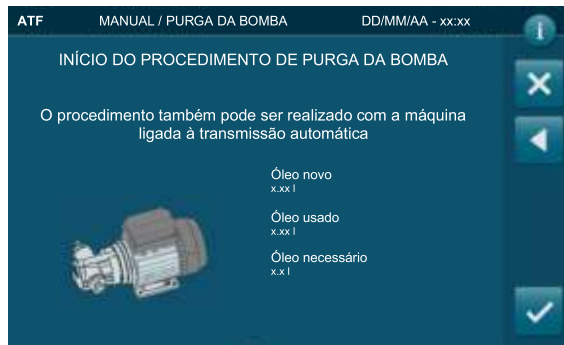 ATF MANUAL / PURGA DA BOMBA DD/MM/AA - xx:xx
INÍCIO DO PROCEDIMENTO DE PURGA DA BOMBA
O procedimento também pode ser realizado com a máquina
ligada à transmissão automática
Óleo novo
x.xx l
Óleo usado
x.xx l
Óleo necessário
x.x l
i